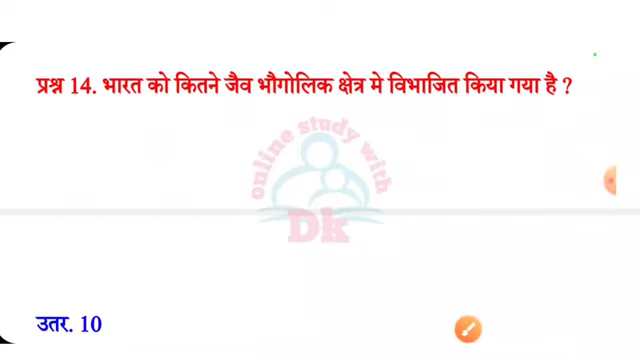 प्रश्न 14. भारत को कितने जैव भौगोलिक क्षेत्र मे विभाजित किया गया है ?
online study with
Dk
उतर. 10